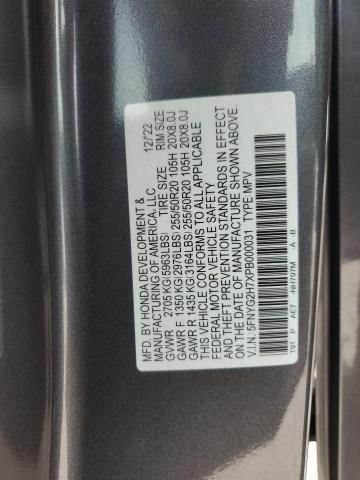 MFD. BY HONDA DEVELOPMENT &
MANUFACTURING OF AMERICA, LLC 12/'22
GVWR 2705 KG(5963LBS) TIRE SIZE RIM SIZE
GAWR F 1350 KG(2976LBS) 255/50R20 105H 20X8.0J
GAWR R 1435 KG(3164LBS) 255/50R20 105H 20X8.0J
THIS VEHICLE CONFORMS TO ALL APPLICABLE
FEDERAL MOTOR VEHICLE SAFETY
AND THEFT PREVENTION STANDARDS IN EFFECT
ON THE DATE OF MANUFACTURE SHOWN ABOVE.
V.I.N. 5FNYG2H7XPB000031 TYPE MPV
T91 P AE7 NH797M A B